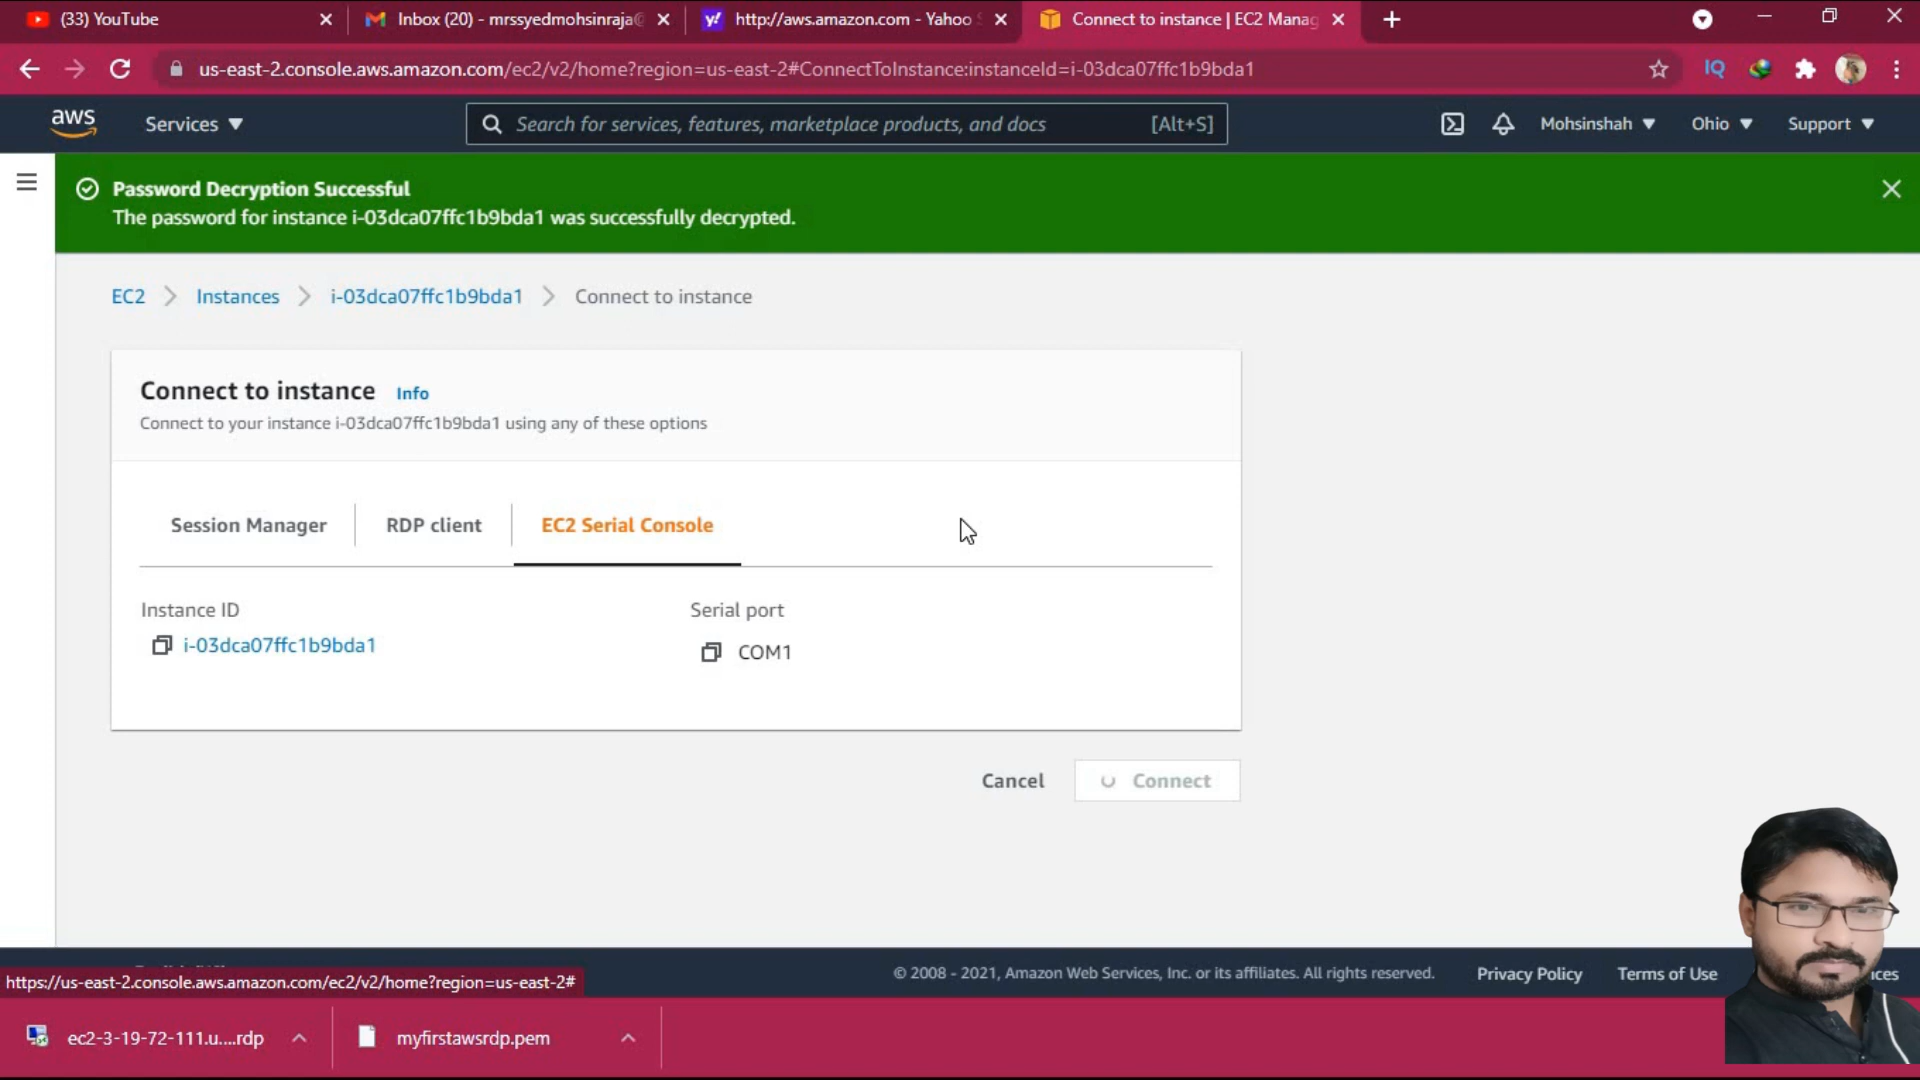 (33) YouTube
Inbox (20) - mrssyedmohsinraja@
http://aws.amazon.com - Yahoo S
Connect to instance | EC2 Manag
us-east-2.console.aws.amazon.com/ec2/v2/home?region=us-east-2#ConnectToInstance:instanceId=i-03dca07ffc1b9bda1
IQ
aws
Services
Search for services, features, marketplace products, and docs
[Alt+S]
Mohsinshah
Ohio
Support
Password Decryption Successful
The password for instance i-03dca07ffc1b9bda1 was successfully decrypted.
EC2
Instances
i-03dca07ffc1b9bda1
Connect to instance
Connect to instance
Info
Connect to your instance i-03dca07ffc1b9bda1 using any of these options
Session Manager
RDP client
EC2 Serial Console
Instance ID
Serial port
i-03dca07ffc1b9bda1
COM1
Cancel
Connect
© 2008 - 2021, Amazon Web Services, Inc. or its affiliates. All rights reserved.
Privacy Policy
Terms of Use
https://us-east-2.console.aws.amazon.com/ec2/v2/home?region=us-east-2#
ec2-3-19-72-111.u....rdp
myfirstawsrdp.pem